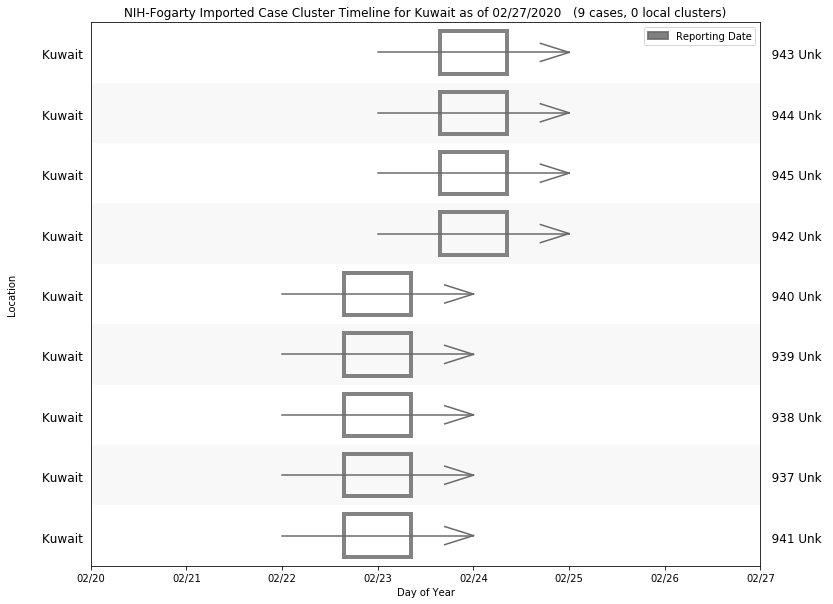 NIH-Fogarty Imported Case Cluster Timeline for Kuwait as of 02/27/2020   (9 cases, 0 local clusters)
Reporting Date
Kuwait 943 Unk
Kuwait 944 Unk
Kuwait 945 Unk
Kuwait 942 Unk
Kuwait 940 Unk
Kuwait 939 Unk
Kuwait 938 Unk
Kuwait 937 Unk
Kuwait 941 Unk
Location
02/20 02/21 02/22 02/23 02/24 02/25 02/26 02/27
Day of Year